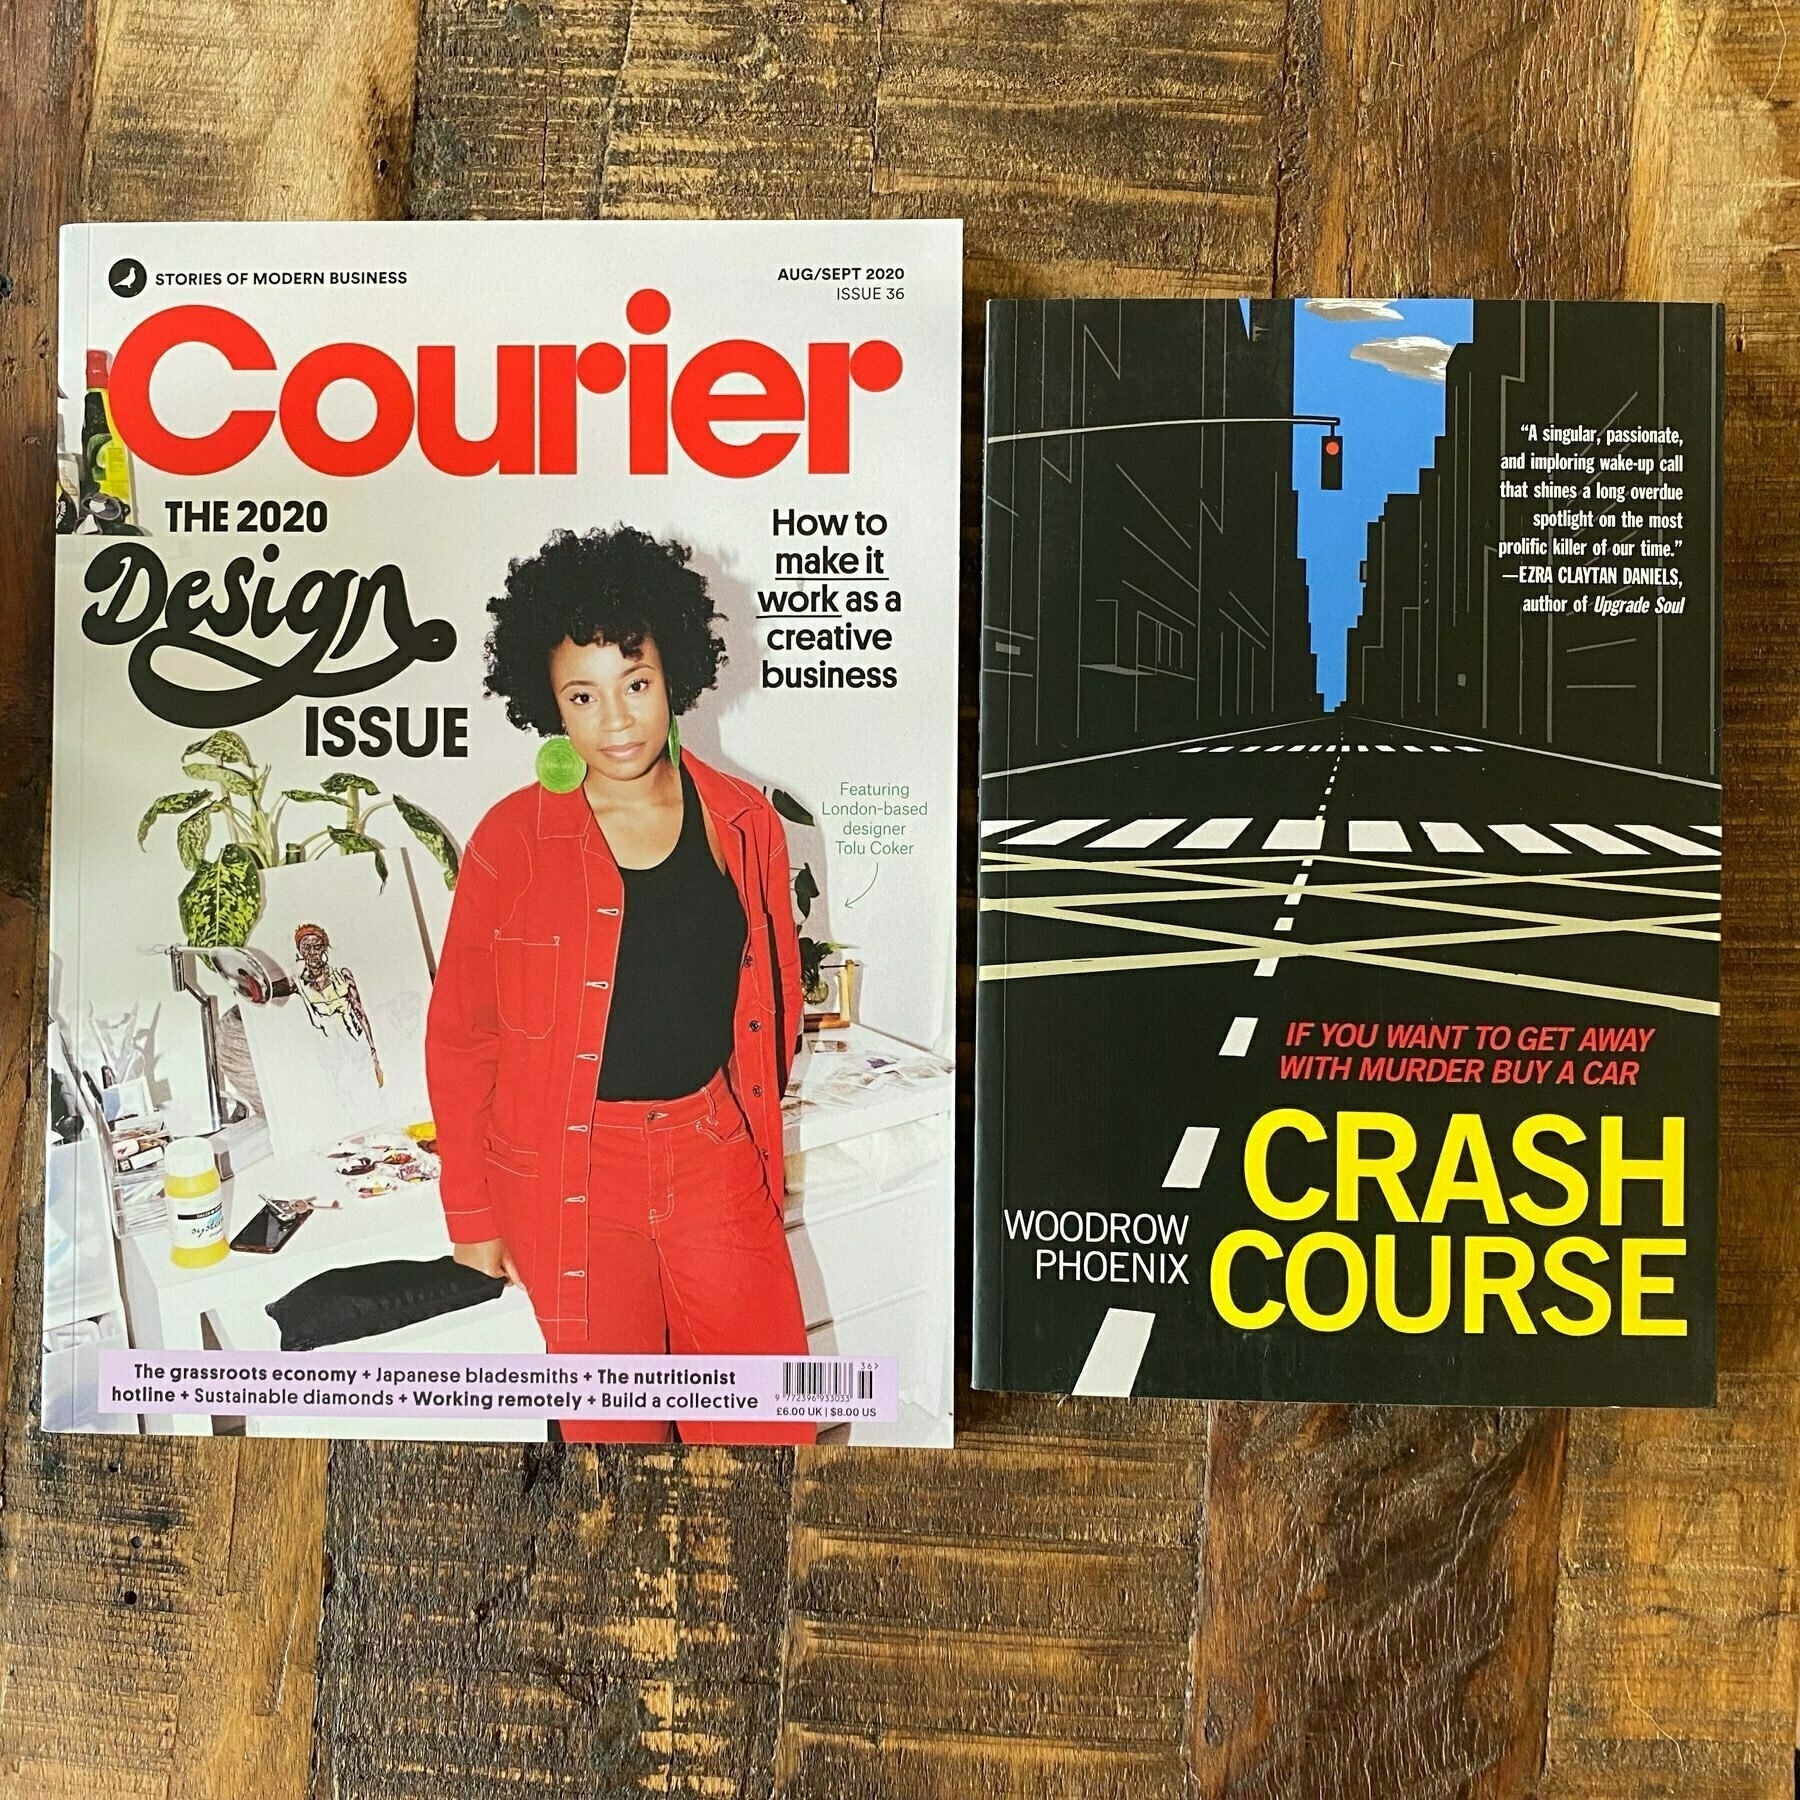 STORIES OF MODERN BUSINESS
AUG/SEPT 2020
ISSUE 36
Courier
THE 2020
Design
ISSUE
How to
make it
work as a
creative
business
Featuring
London-based
designer
Tolu Coker
The grassroots economy + Japanese bladesmiths + The nutritionist
hotline + Sustainable diamonds + Working remotely + Build a collective
36>
9 772396 933033
£6.00 UK | $8.00 US
“A singular, passionate,
and imploring wake-up call
that shines a long overdue
spotlight on the most
prolific killer of our time.”
—EZRA CLAYTAN DANIELS,
author of Upgrade Soul
IF YOU WANT TO GET AWAY
WITH MURDER BUY A CAR
CRASH
COURSE
WOODROW
PHOENIX